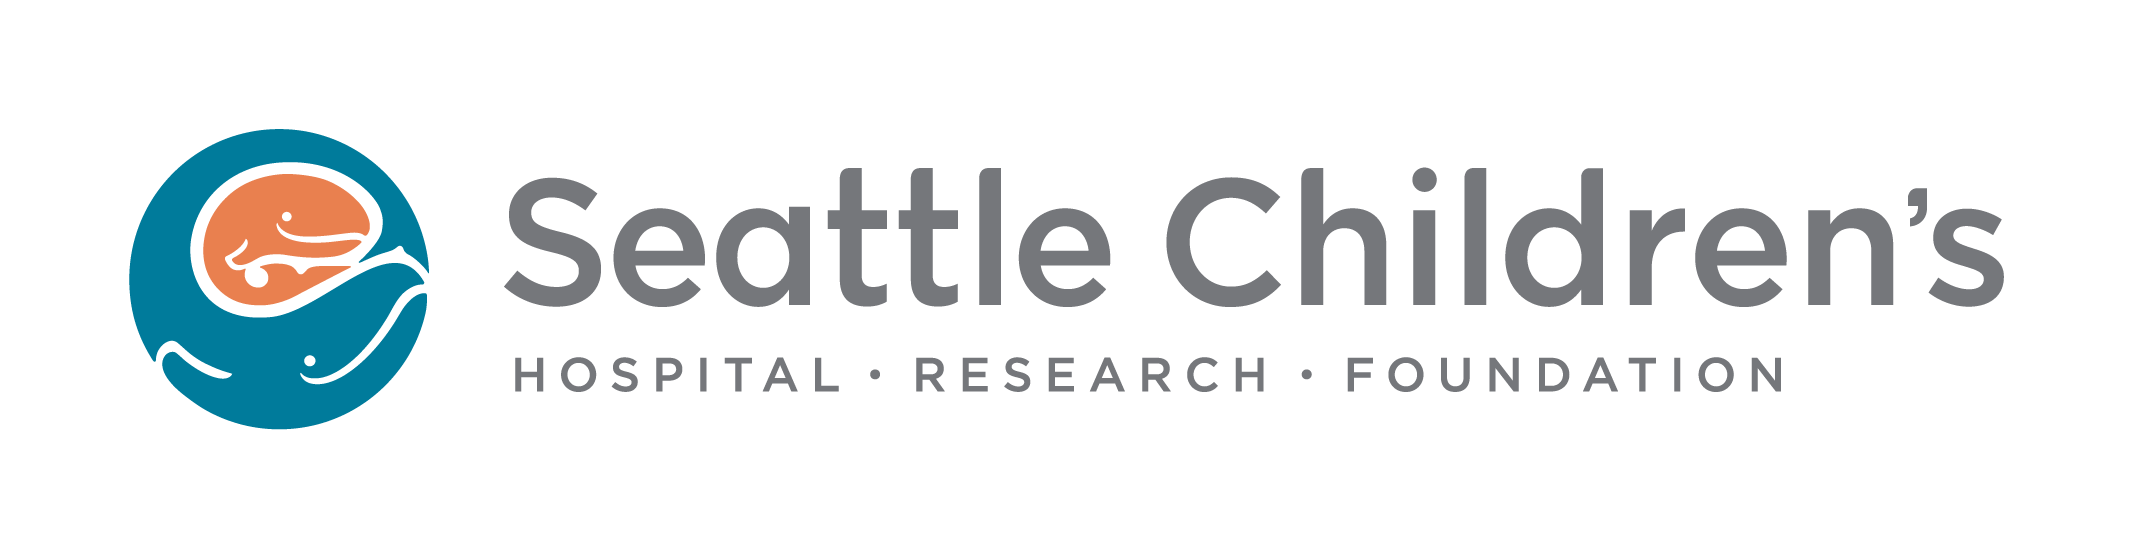 Seattle Children’s
HOSPITAL • RESEARCH • FOUNDATION